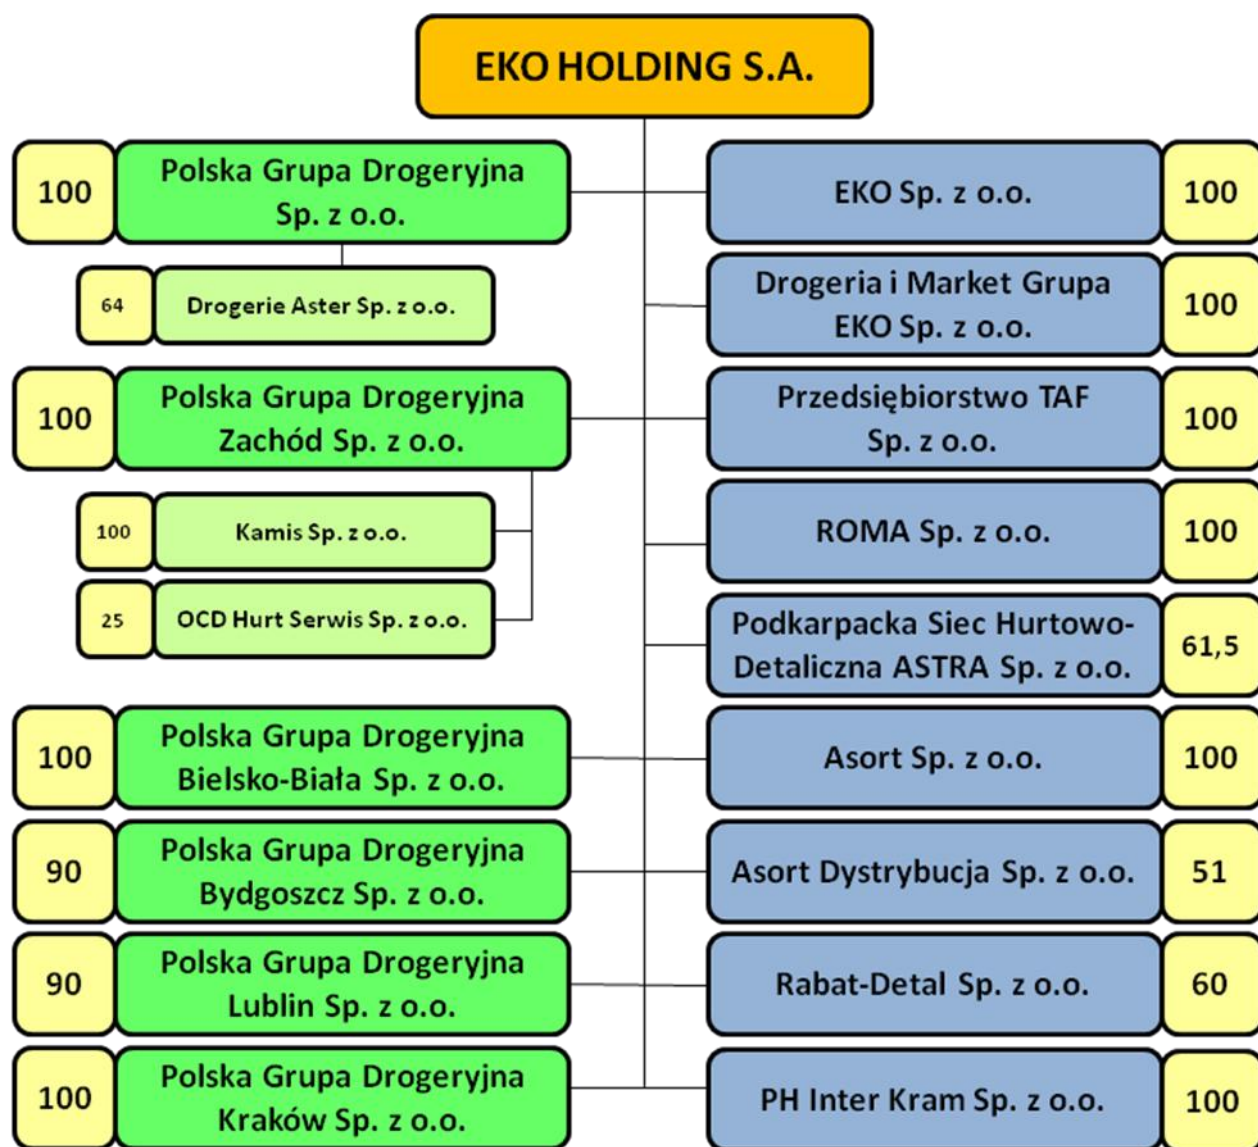 EKO HOLDING S.A.
100
Polska Grupa Drogeryjna
Sp. z o.o.
EKO Sp. z o.o.
100
64
Drogerie Aster Sp. z o.o.
Drogeria i Market Grupa
EKO Sp. z o.o.
100
100
Polska Grupa Drogeryjna
Zachód Sp. z o.o.
Przedsiębiorstwo TAF
Sp. z o.o.
100
100
Kamis Sp. z o.o.
ROMA Sp. z o.o.
100
25
OCD Hurt Serwis Sp. z o.o.
Podkarpacka Siec Hurtowo-
Detaliczna ASTRA Sp. z o.o.
61,5
100
Polska Grupa Drogeryjna
Bielsko-Biała Sp. z o.o.
Asort Sp. z o.o.
100
90
Polska Grupa Drogeryjna
Bydgoszcz Sp. z o.o.
Asort Dystrybucja Sp. z o.o.
51
90
Polska Grupa Drogeryjna
Lublin Sp. z o.o.
Rabat-Detal Sp. z o.o.
60
100
Polska Grupa Drogeryjna
Kraków Sp. z o.o.
PH Inter Kram Sp. z o.o.
100